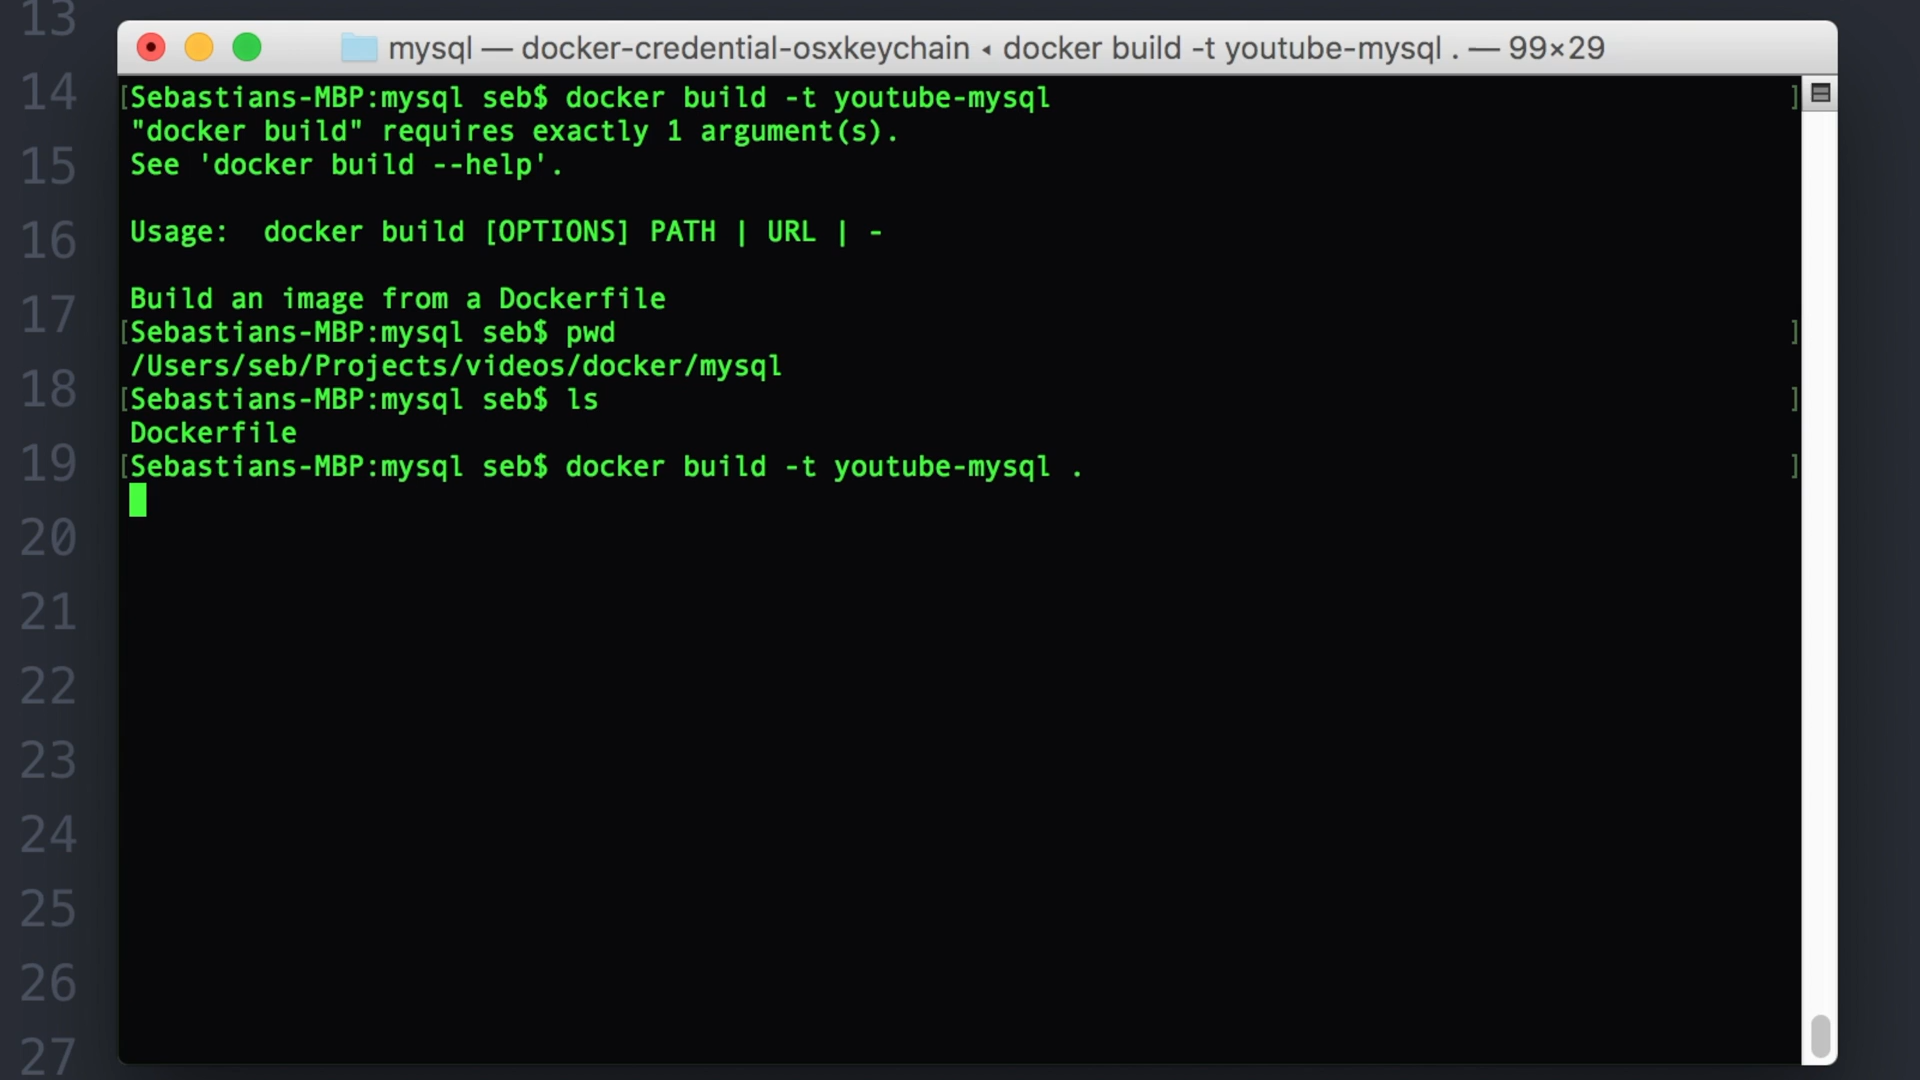 mysql — docker-credential-osxkeychain ◂ docker build -t youtube-mysql . — 99×29
[Sebastians-MBP:mysql seb$ docker build -t youtube-mysql ]
"docker build" requires exactly 1 argument(s).
See 'docker build --help'.
Usage:  docker build [OPTIONS] PATH | URL | -
Build an image from a Dockerfile
[Sebastians-MBP:mysql seb$ pwd ]
/Users/seb/Projects/videos/docker/mysql
[Sebastians-MBP:mysql seb$ ls ]
Dockerfile
[Sebastians-MBP:mysql seb$ docker build -t youtube-mysql . ]
13
14
15
16
17
18
19
20
21
22
23
24
25
26
27